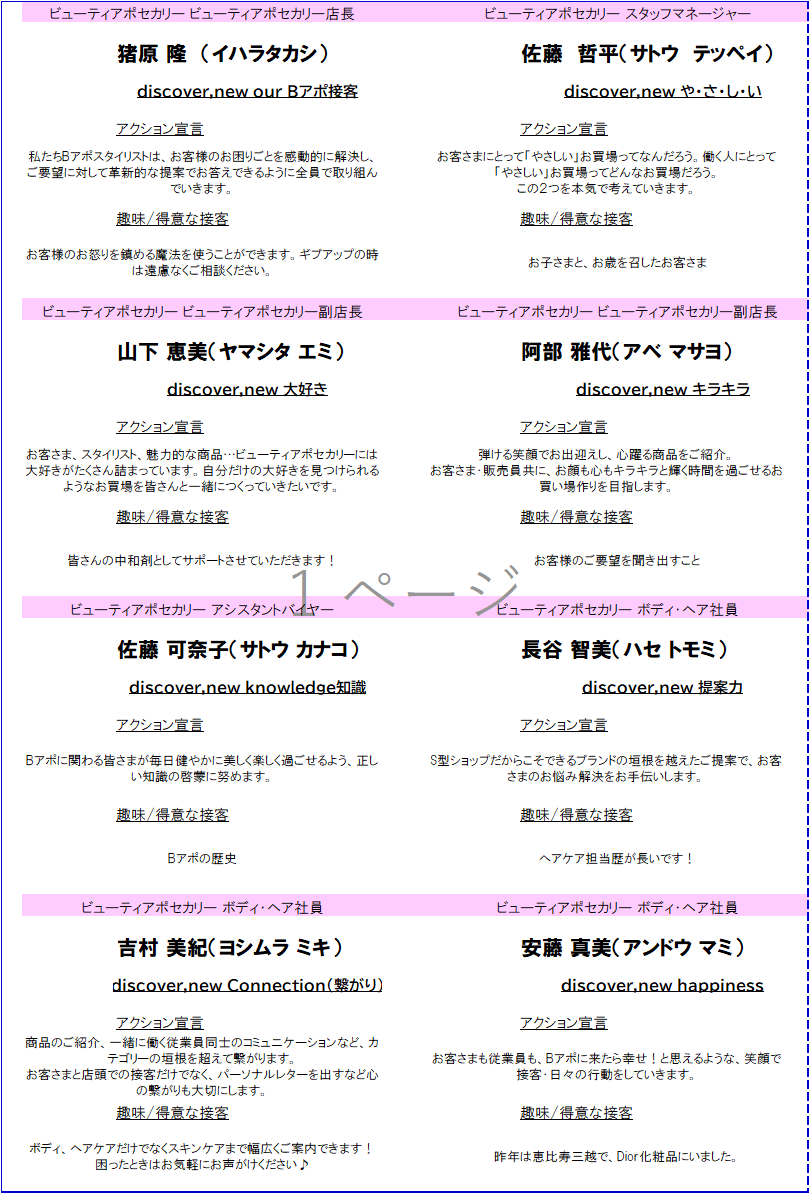 ビューティアポセカリー ビューティアポセカリー店長
猪原 隆 （イハラタカシ）
discover,new our Bアポ接客
アクション宣言
私たちBアポスタイリストは、お客様のお困りごとを感動的に解決し、
ご要望に対して革新的な提案でお答えできるように全員で取り組ん
でいきます。
趣味/得意な接客
お客様のお怒りを鎮める魔法を使うことができます。ギブアップの時
は遠慮なくご相談ください。
ビューティアポセカリー スタッフマネージャー
佐藤　哲平（サトウ　テッペイ）
discover,new や・さ・し・い
アクション宣言
お客さまにとって「やさしい」お買場ってなんだろう。働く人にとって
「やさしい」お買場ってどんなお買場だろう。
この2つを本気で考えていきます。
趣味/得意な接客
お子さまと、お歳を召したお客さま
ビューティアポセカリー ビューティアポセカリー副店長
山下 恵美（ヤマシタ エミ）
discover,new 大好き
アクション宣言
お客さま、スタイリスト、魅力的な商品…ビューティアポセカリーには
大好きがたくさん詰まっています。自分だけの大好きを見つけられる
ようなお買場を皆さんと一緒につくっていきたいです。
趣味/得意な接客
皆さんの中和剤としてサポートさせていただきます！
ビューティアポセカリー ビューティアポセカリー副店長
阿部 雅代（アベ マサヨ）
discover,new キラキラ
アクション宣言
弾ける笑顔でお出迎えし、心躍る商品をご紹介。
お客さま・販売員共に、お顔も心もキラキラと輝く時間を過ごせるお
買い場作りを目指します。
趣味/得意な接客
お客様のご要望を聞き出すこと
1 ページ
ビューティアポセカリー アシスタントバイヤー
佐藤 可奈子（サトウ カナコ）
discover,new knowledge知識
アクション宣言
Bアポに関わる皆さまが毎日健やかに美しく楽しく過ごせるよう、正し
い知識の啓蒙に努めます。
趣味/得意な接客
Bアポの歴史
ビューティアポセカリー ボディ・ヘア社員
長谷 智美（ハセ トモミ）
discover,new 提案力
アクション宣言
S型ショップだからこそできるブランドの垣根を越えたご提案で、お客
さまのお悩み解決をお手伝いします。
趣味/得意な接客
ヘアケア担当歴が長いです！
ビューティアポセカリー ボディ・ヘア社員
吉村 美紀（ヨシムラ ミキ）
discover,new Connection（繋がり）
アクション宣言
商品のご紹介、一緒に働く従業員同士のコミュニケーションなど、カ
テゴリーの垣根を超えて繋がります。
お客さまと店頭での接客だけでなく、パーソナルレターを出すなど心
の繋がりも大切にします。
趣味/得意な接客
ボディ、ヘアケアだけでなくスキンケアまで幅広くご案内できます！
困ったときはお気軽にお声がけください♪
ビューティアポセカリー ボディ・ヘア社員
安藤 真美（アンドウ マミ）
discover,new happiness
アクション宣言
お客さまも従業員も、Bアポに来たら幸せ！と思えるような、笑顔で
接客・日々の行動をしていきます。
趣味/得意な接客
昨年は恵比寿三越で、Dior化粧品にいました。